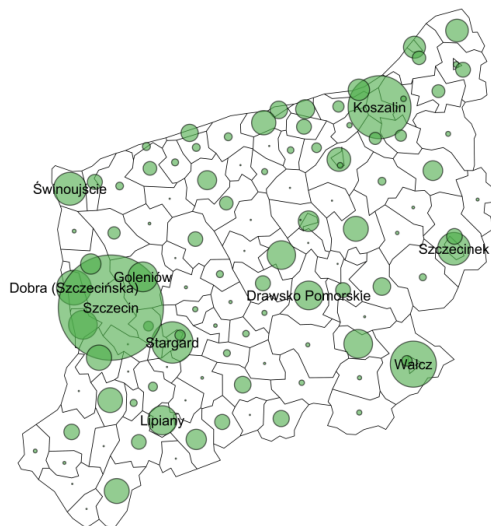 Koszalin
Świnoujście
Szczecinek
Goleniów
Dobra (Szczecińska)
Drawsko Pomorskie
Szczecin
Stargard
Wałcz
Lipiany